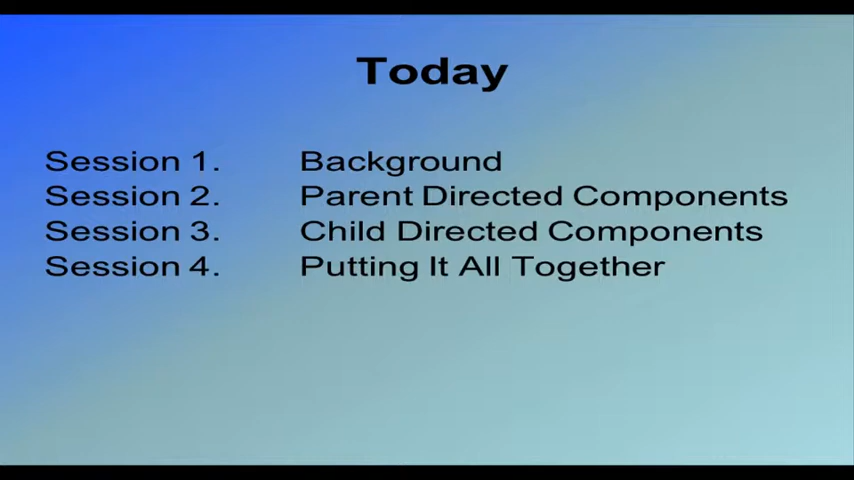 Today
Session 1. Background
Session 2. Parent Directed Components
Session 3. Child Directed Components
Session 4. Putting It All Together